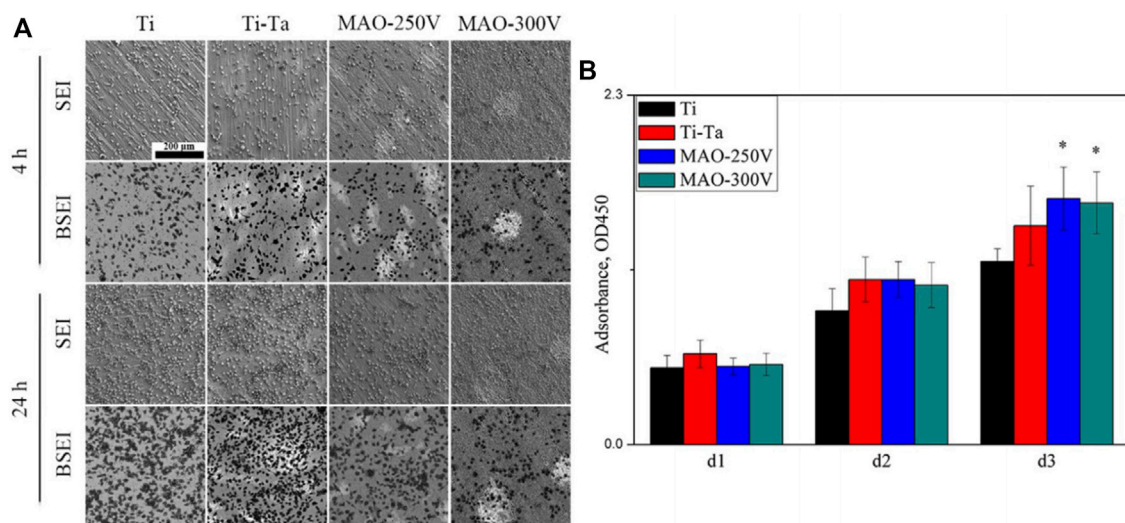 A
Ti
Ti-Ta
MAO-250V
MAO-300V
4 h
SEI
200 μm
BSEI
24 h
SEI
BSEI
B
Adsorbance, OD450
2.3
0.0
Ti
Ti-Ta
MAO-250V
MAO-300V
*
*
d1
d2
d3